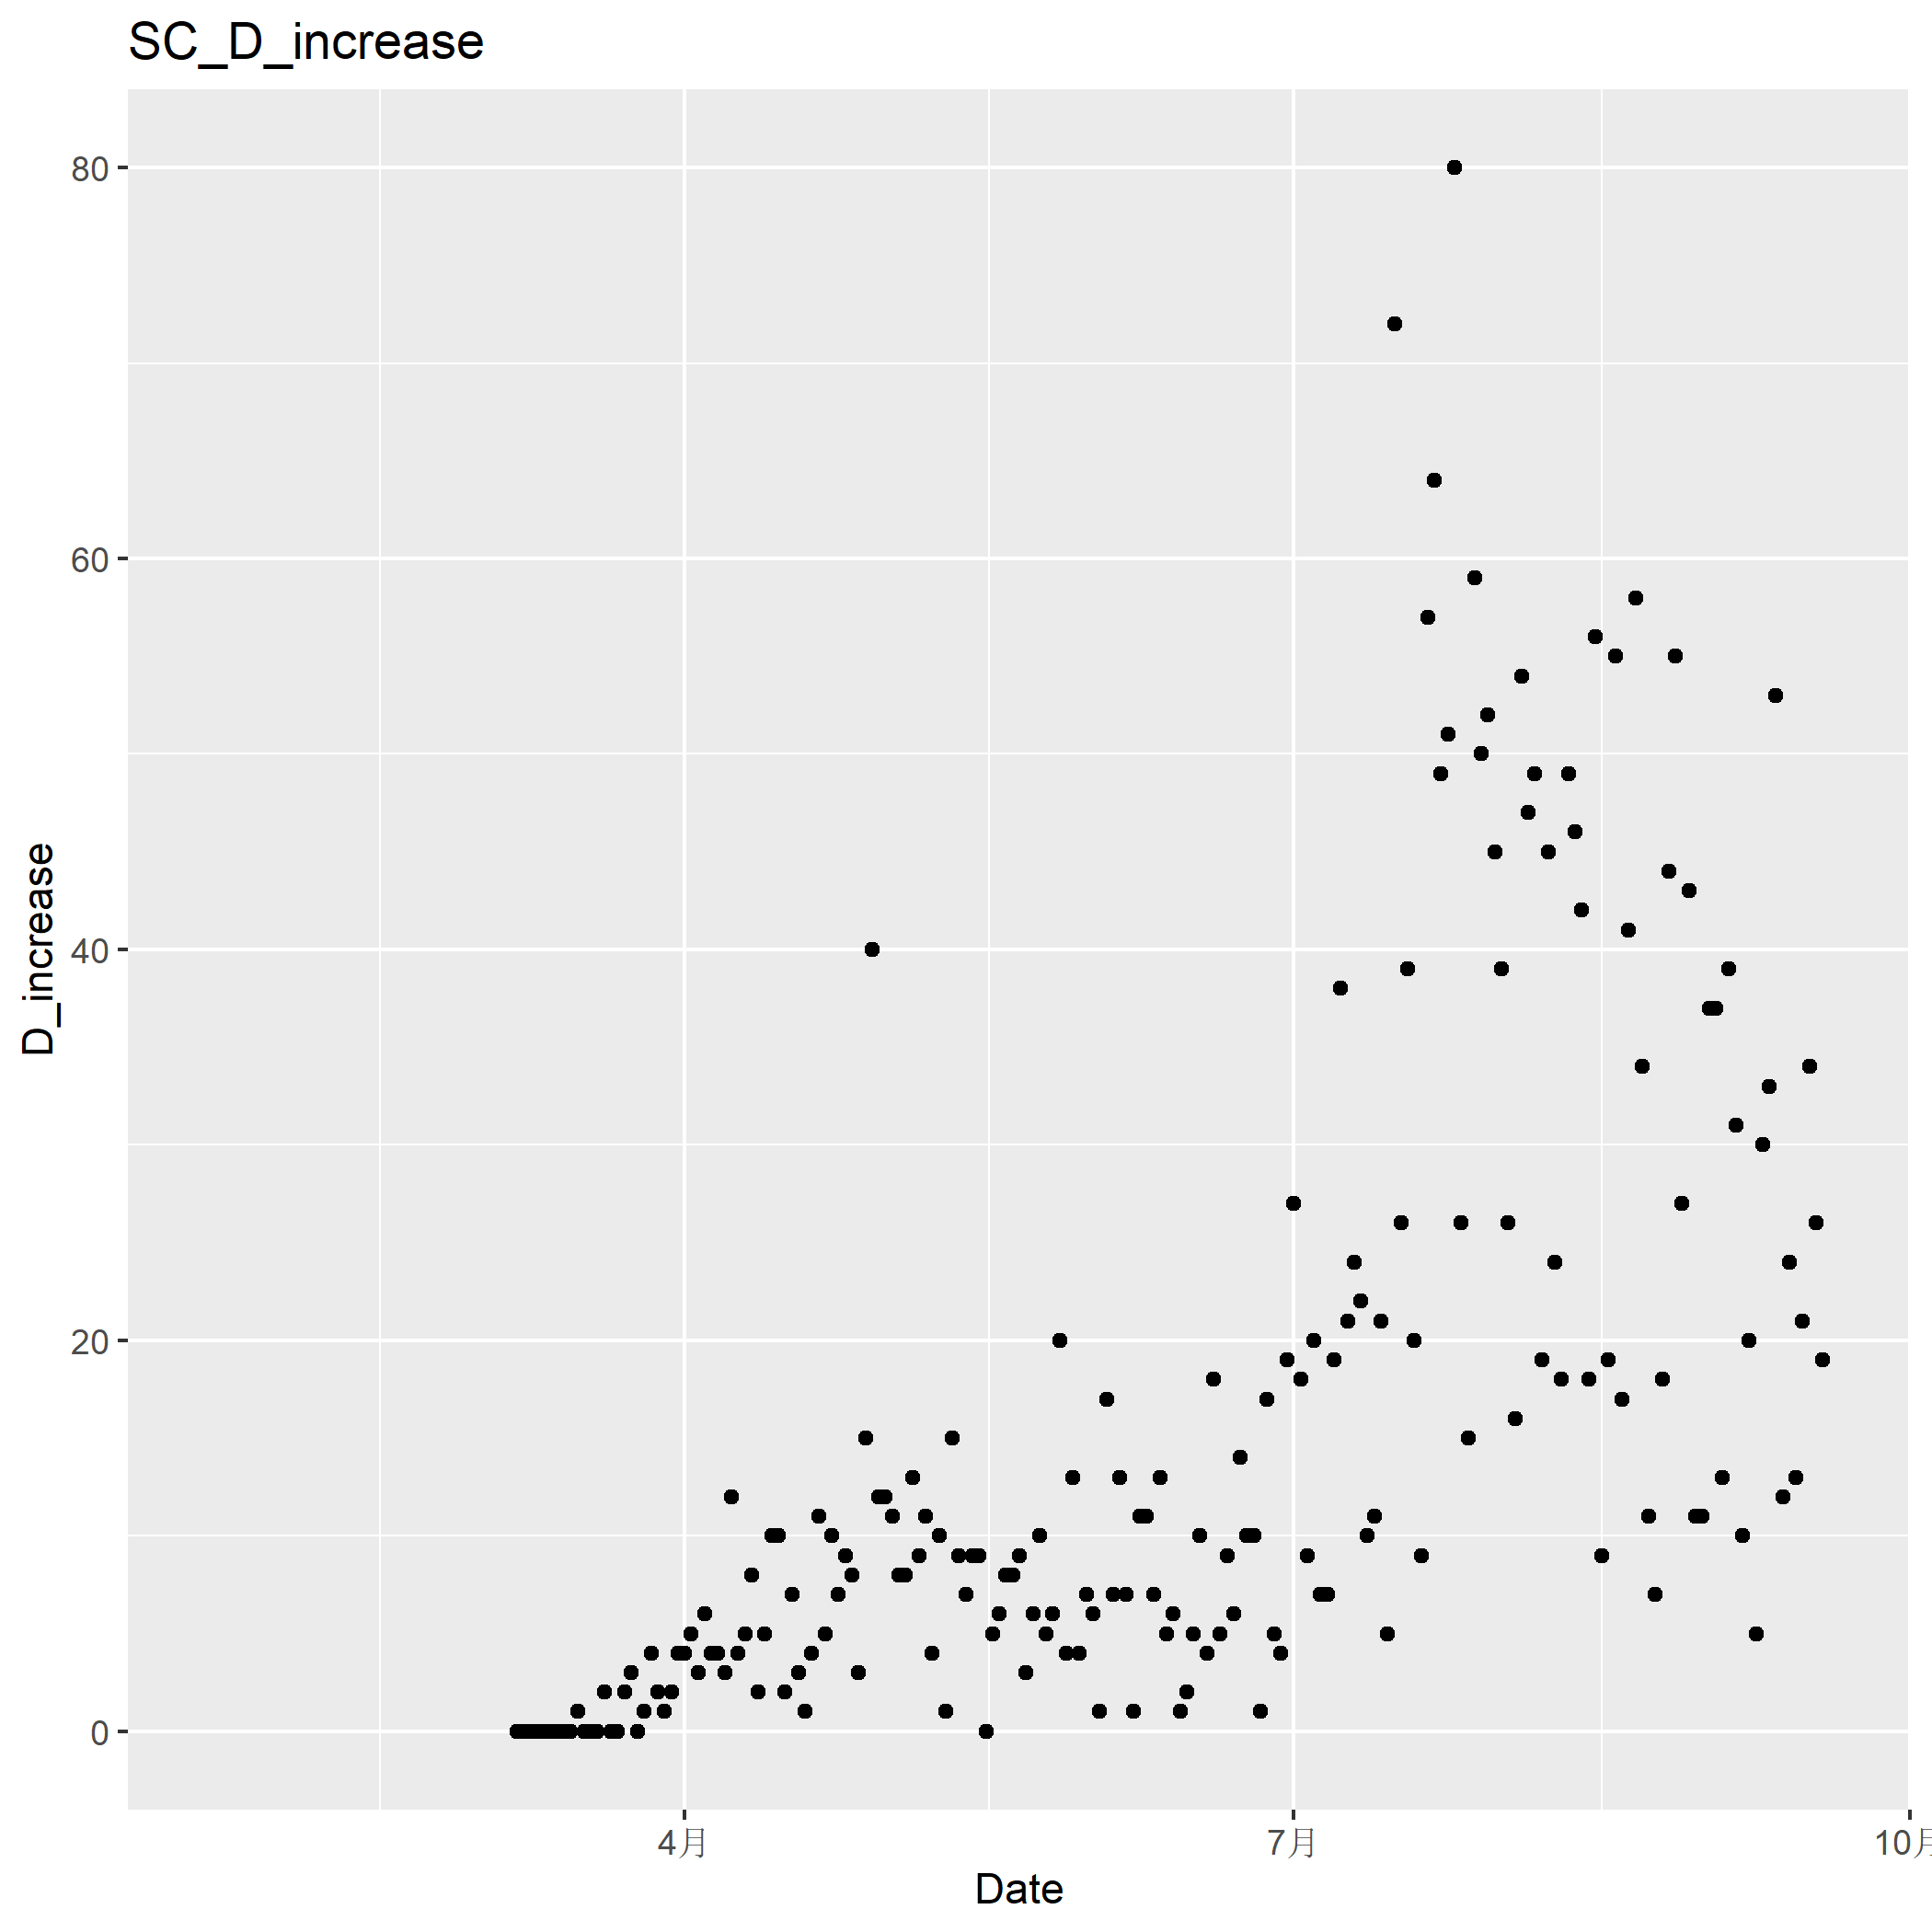 SC_D_increase
80
60
40
20
0
D_increase
4月
7月
10月
Date